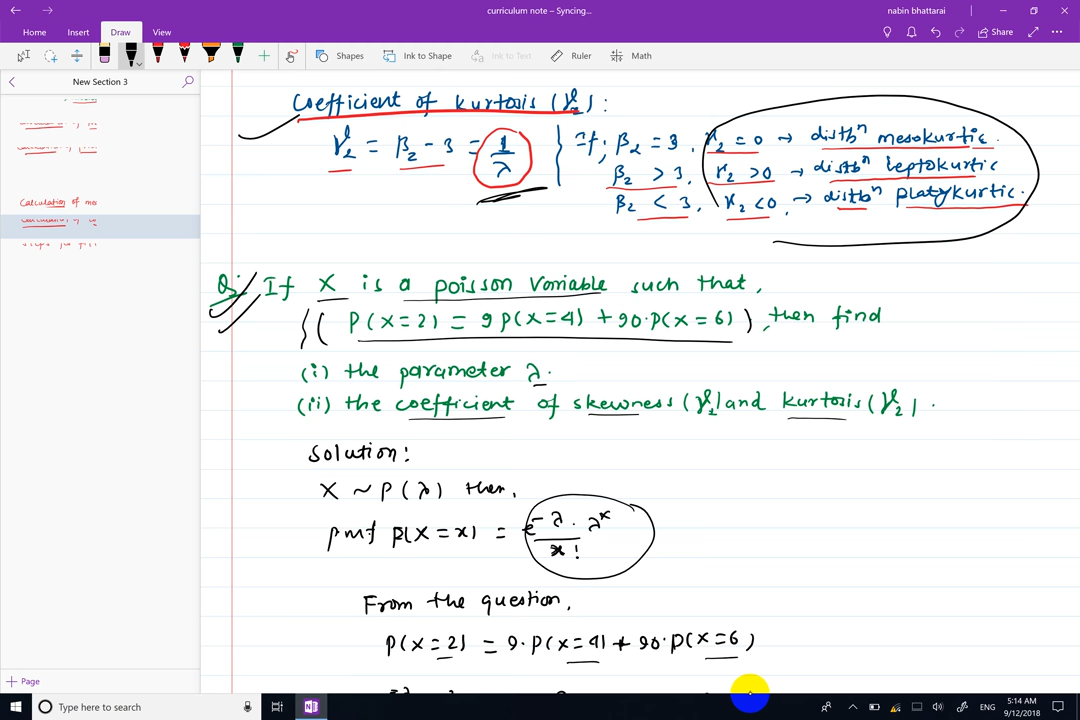 curriculum note - Syncing...
nabin bhattarai
Home Insert Draw View
Share
Shapes Ink to Shape Ink to Text Ruler Math
New Section 3
Coefficient of kurtosis (γ₂) :
γ₂ = β₂ - 3 = 1/λ } If; β₂ = 3, γ₂ = 0 → distbⁿ mesokurtic.
β₂ > 3, γ₂ > 0 → distbⁿ leptokurtic
β₂ < 3, γ₂ < 0, → distbⁿ platykurtic.
Calculation of me
Q: If X is a poisson variable such that,
{( P(X=2) = 9P(X=4) + 90·P(X=6) ), then find
(i) the parameter λ.
(ii) the coefficient of skewness (γ₁) and kurtosis (γ₂).
Solution:
X ~ P(λ) then,
pmf P(X=x) = e^-λ · λ^x / x!
From the question,
P(X=2) = 9·P(X=4) + 90·P(X=6)
Page
Type here to search
ENG
5:14 AM
9/12/2018